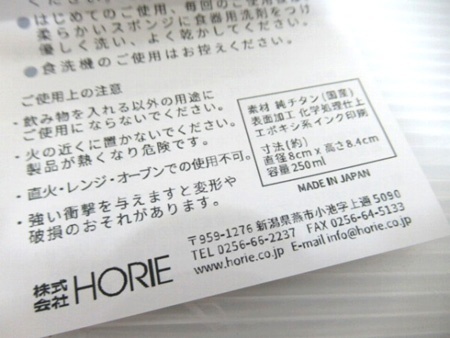 ●はじめてのご使用、毎回のご使用後は
柔らかいスポンジに食器用洗剤をつけ
優しく洗い、よく乾かしてください。
●食洗機のご使用はお控えください。
ご使用上の注意
・飲み物を入れる以外の用途に
ご使用にならないでください。
・火の近くに置かないでください。
製品が熱くなり危険です。
・直火・レンジ・オーブンでの使用不可。
・強い衝撃を与えますと変形や
破損のおそれがあります。
素材 純チタン(国産)
表面加工 化学処理仕上
エポキシ系インク印刷
寸法(約)
直径8cm×高さ8.4cm
容量250ml
MADE IN JAPAN
株式会社 HORIE
〒959-1276 新潟県燕市小池字上通5090
TEL 0256-66-2237 FAX 0256-64-5133
www.horie.co.jp E-mail info@horie.co.jp